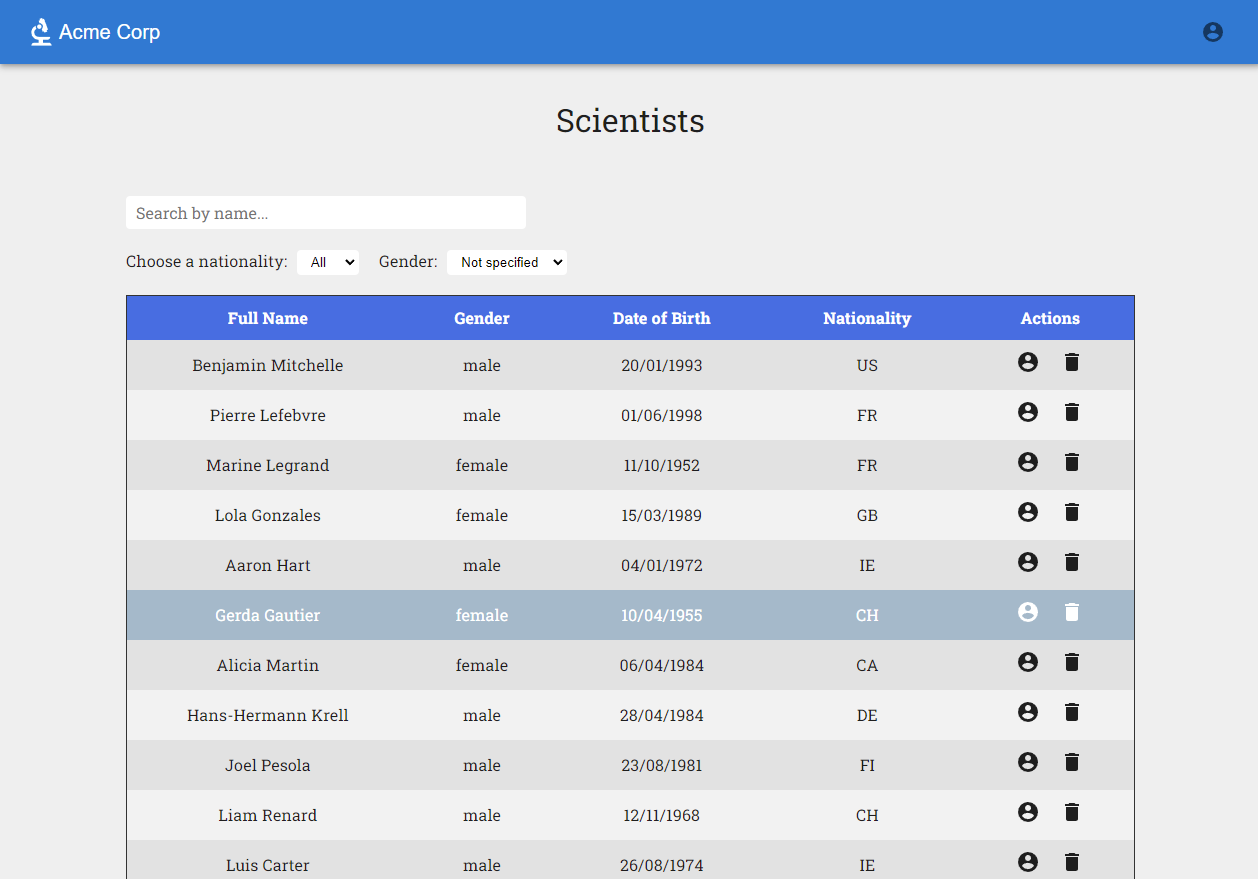 Acme Corp
Scientists
Search by name...
Choose a nationality: All Gender: Not specified
Full Name Gender Date of Birth Nationality Actions
Benjamin Mitchelle male 20/01/1993 US
Pierre Lefebvre male 01/06/1998 FR
Marine Legrand female 11/10/1952 FR
Lola Gonzales female 15/03/1989 GB
Aaron Hart male 04/01/1972 IE
Gerda Gautier female 10/04/1955 CH
Alicia Martin female 06/04/1984 CA
Hans-Hermann Krell male 28/04/1984 DE
Joel Pesola male 23/08/1981 FI
Liam Renard male 12/11/1968 CH
Luis Carter male 26/08/1974 IE